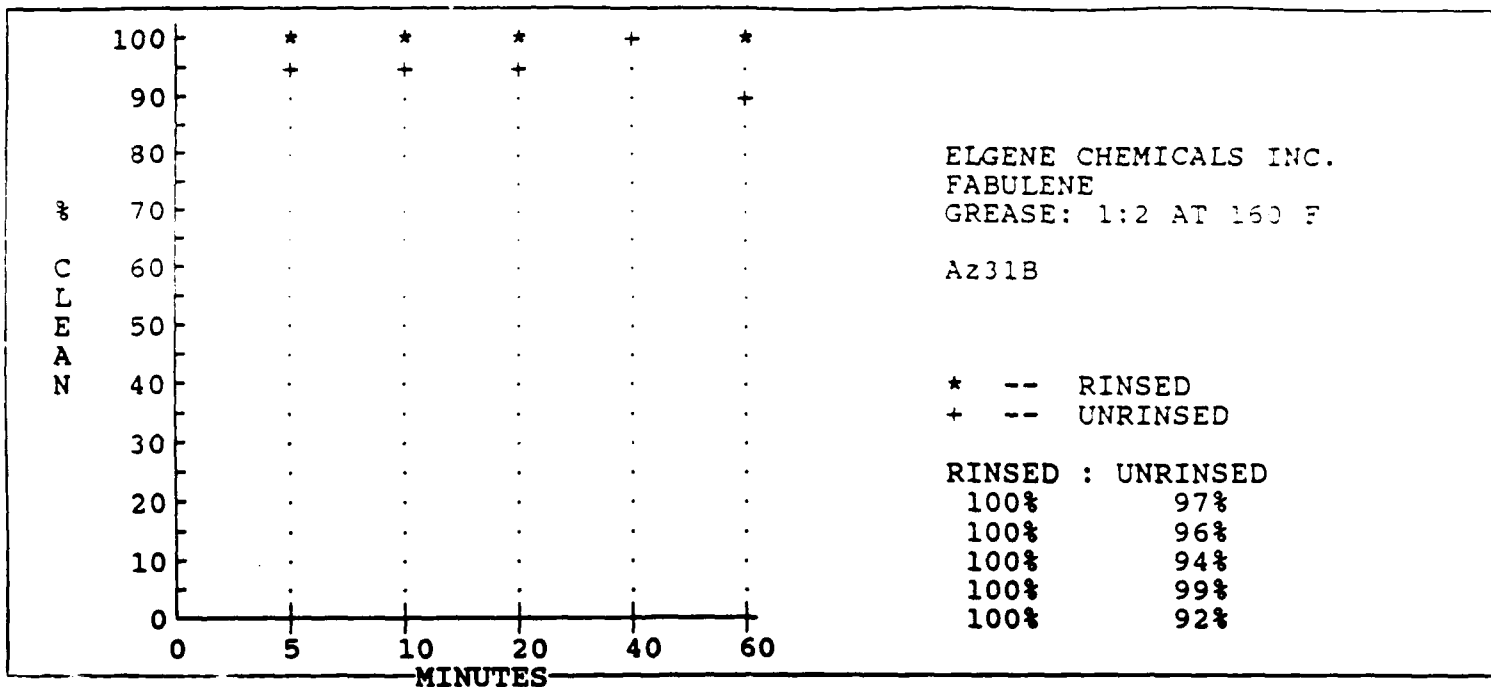 100
90
80
70
60
50
40
30
20
10
0
% CLEAN
0 5 10 20 40 60
MINUTES
ELGENE CHEMICALS INC.
FABULENE
GREASE: 1:2 AT 160 F
Az31B
* -- RINSED
+ -- UNRINSED
RINSED : UNRINSED
100% 97%
100% 96%
100% 94%
100% 99%
100% 92%